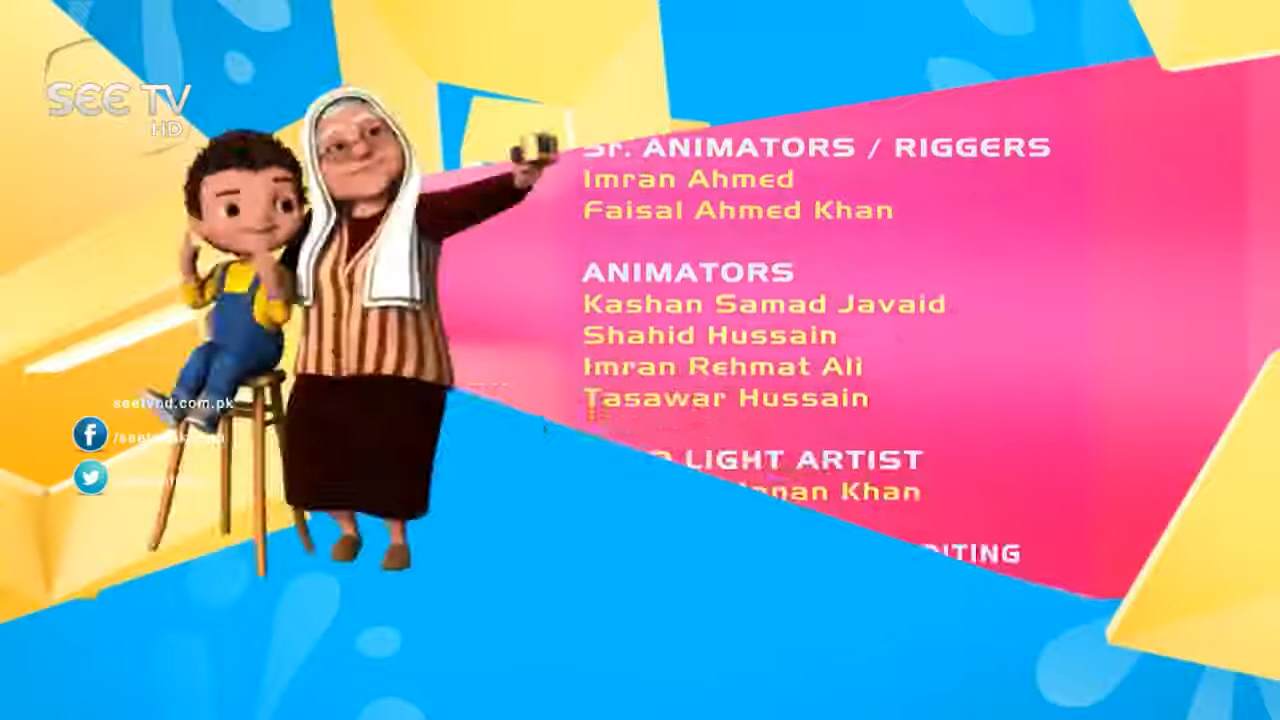 SEE TV
HD
Sr. ANIMATORS / RIGGERS
Imran Ahmed
Faisal Ahmed Khan
ANIMATORS
Kashan Samad Javaid
Shahid Hussain
Imran Rehmat Ali
Tasawar Hussain
LIGHT ARTIST
Khan
seetvhd.com.pk